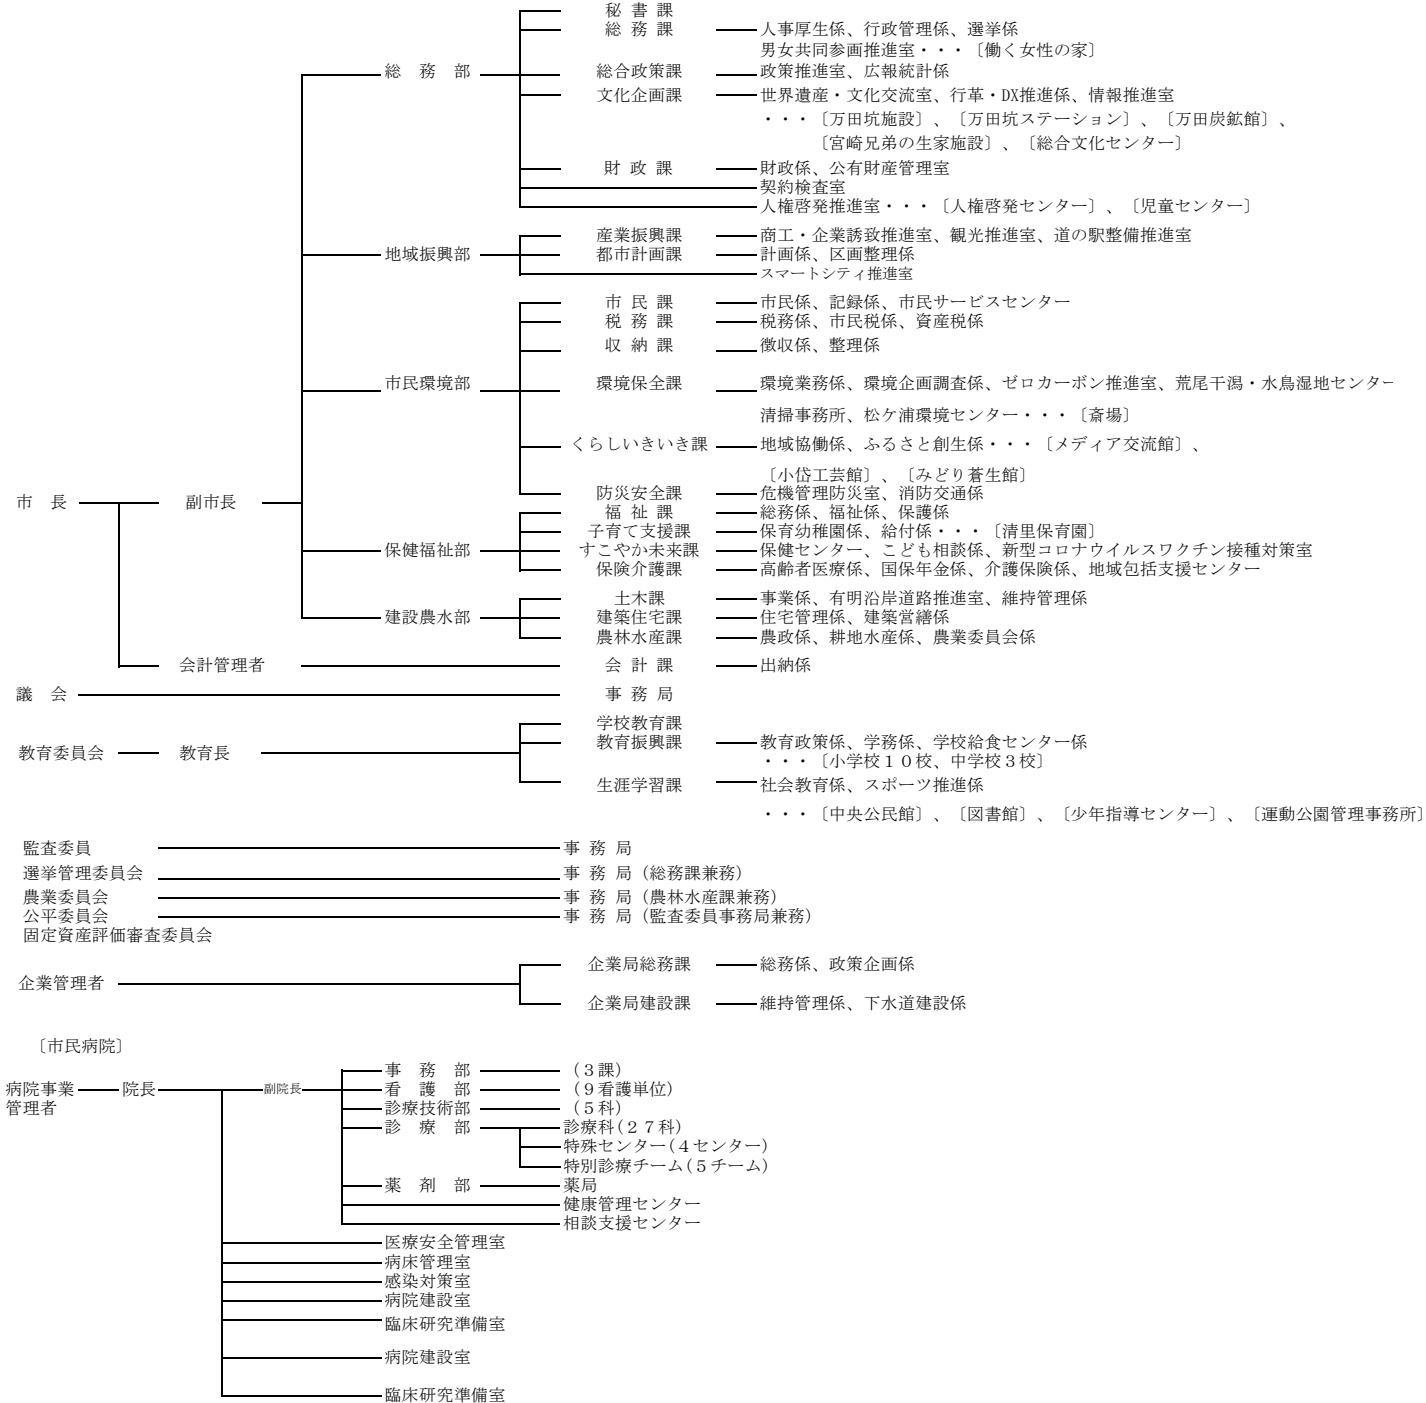 秘 書 課
総 務 課 人事厚生係、行政管理係、選挙係
男女共同参画推進室・・・〔働く女性の家〕
総 務 部 総合政策課 政策推進室、広報統計係
文化企画課 世界遺産・文化交流室、行革・DX推進係、情報推進室
・・・〔万田坑施設〕、〔万田坑ステーション〕、〔万田炭鉱館〕、
〔宮崎兄弟の生家施設〕、〔総合文化センター〕
財 政 課 財政係、公有財産管理室
契約検査室
人権啓発推進室・・・〔人権啓発センター〕、〔児童センター〕
産業振興課 商工・企業誘致推進室、観光推進室、道の駅整備推進室
地域振興部 都市計画課 計画係、区画整理係
スマートシティ推進室
市 民 課 市民係、記録係、市民サービスセンター
税 務 課 税務係、市民税係、資産税係
収 納 課 徴収係、整理係
市民環境部 環境保全課 環境業務係、環境企画調査係、ゼロカーボン推進室、荒尾干潟・水鳥湿地センター
清掃事務所、松ケ浦環境センター・・・〔斎場〕
くらしいきいき課 地域協働係、ふるさと創生係・・・〔メディア交流館〕、
〔小岱工芸館〕、〔みどり蒼生館〕
防災安全課 危機管理防災室、消防交通係
市 長 副市長
福 祉 課 総務係、福祉係、保護係
子育て支援課 保育幼稚園係、給付係・・・〔清里保育園〕
保健福祉部 すこやか未来課 保健センター、こども相談係、新型コロナウイルスワクチン接種対策室
保険介護課 高齢者医療係、国保年金係、介護保険係、地域包括支援センター
土木課 事業係、有明沿岸道路推進室、維持管理係
建設農水部 建築住宅課 住宅管理係、建築営繕係
農林水産課 農政係、耕地水産係、農業委員会係
会計管理者 会 計 課 出納係
議 会 事 務 局
学校教育課
教育委員会 教育長 教育振興課 教育政策係、学務係、学校給食センター係
・・・〔小学校１０校、中学校３校〕
生涯学習課 社会教育係、スポーツ推進係
・・・〔中央公民館〕、〔図書館〕、〔少年指導センター〕、〔運動公園管理事務所〕
監査委員 事 務 局
選挙管理委員会 事 務 局（総務課兼務）
農業委員会 事 務 局（農林水産課兼務）
公平委員会 事 務 局（監査委員事務局兼務）
固定資産評価審査委員会
企業局総務課 総務係、政策企画係
企業管理者
企業局建設課 維持管理係、下水道建設係
〔市民病院〕
事 務 部 （３課）
病院事業 院長 副院長 看 護 部 （９看護単位）
管理者 診療技術部 （５科）
診 療 部 診療科(２７科)
特殊センター(４センター)
特別診療チーム(５チーム)
薬 剤 部 薬局
健康管理センター
相談支援センター
医療安全管理室
病床管理室
感染対策室
病院建設室
臨床研究準備室
病院建設室
臨床研究準備室